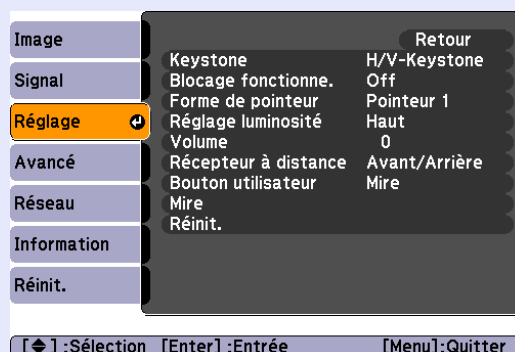 Image
Signal
Réglage
Avancé
Réseau
Information
Réinit.
Retour
Keystone H/V-Keystone
Blocage fonctionne. Off
Forme de pointeur Pointeur 1
Réglage luminosité Haut
Volume 0
Récepteur à distance Avant/Arrière
Bouton utilisateur Mire
Mire
Réinit.
[◆] :Sélection [Enter] :Entrée [Menu]:Quitter